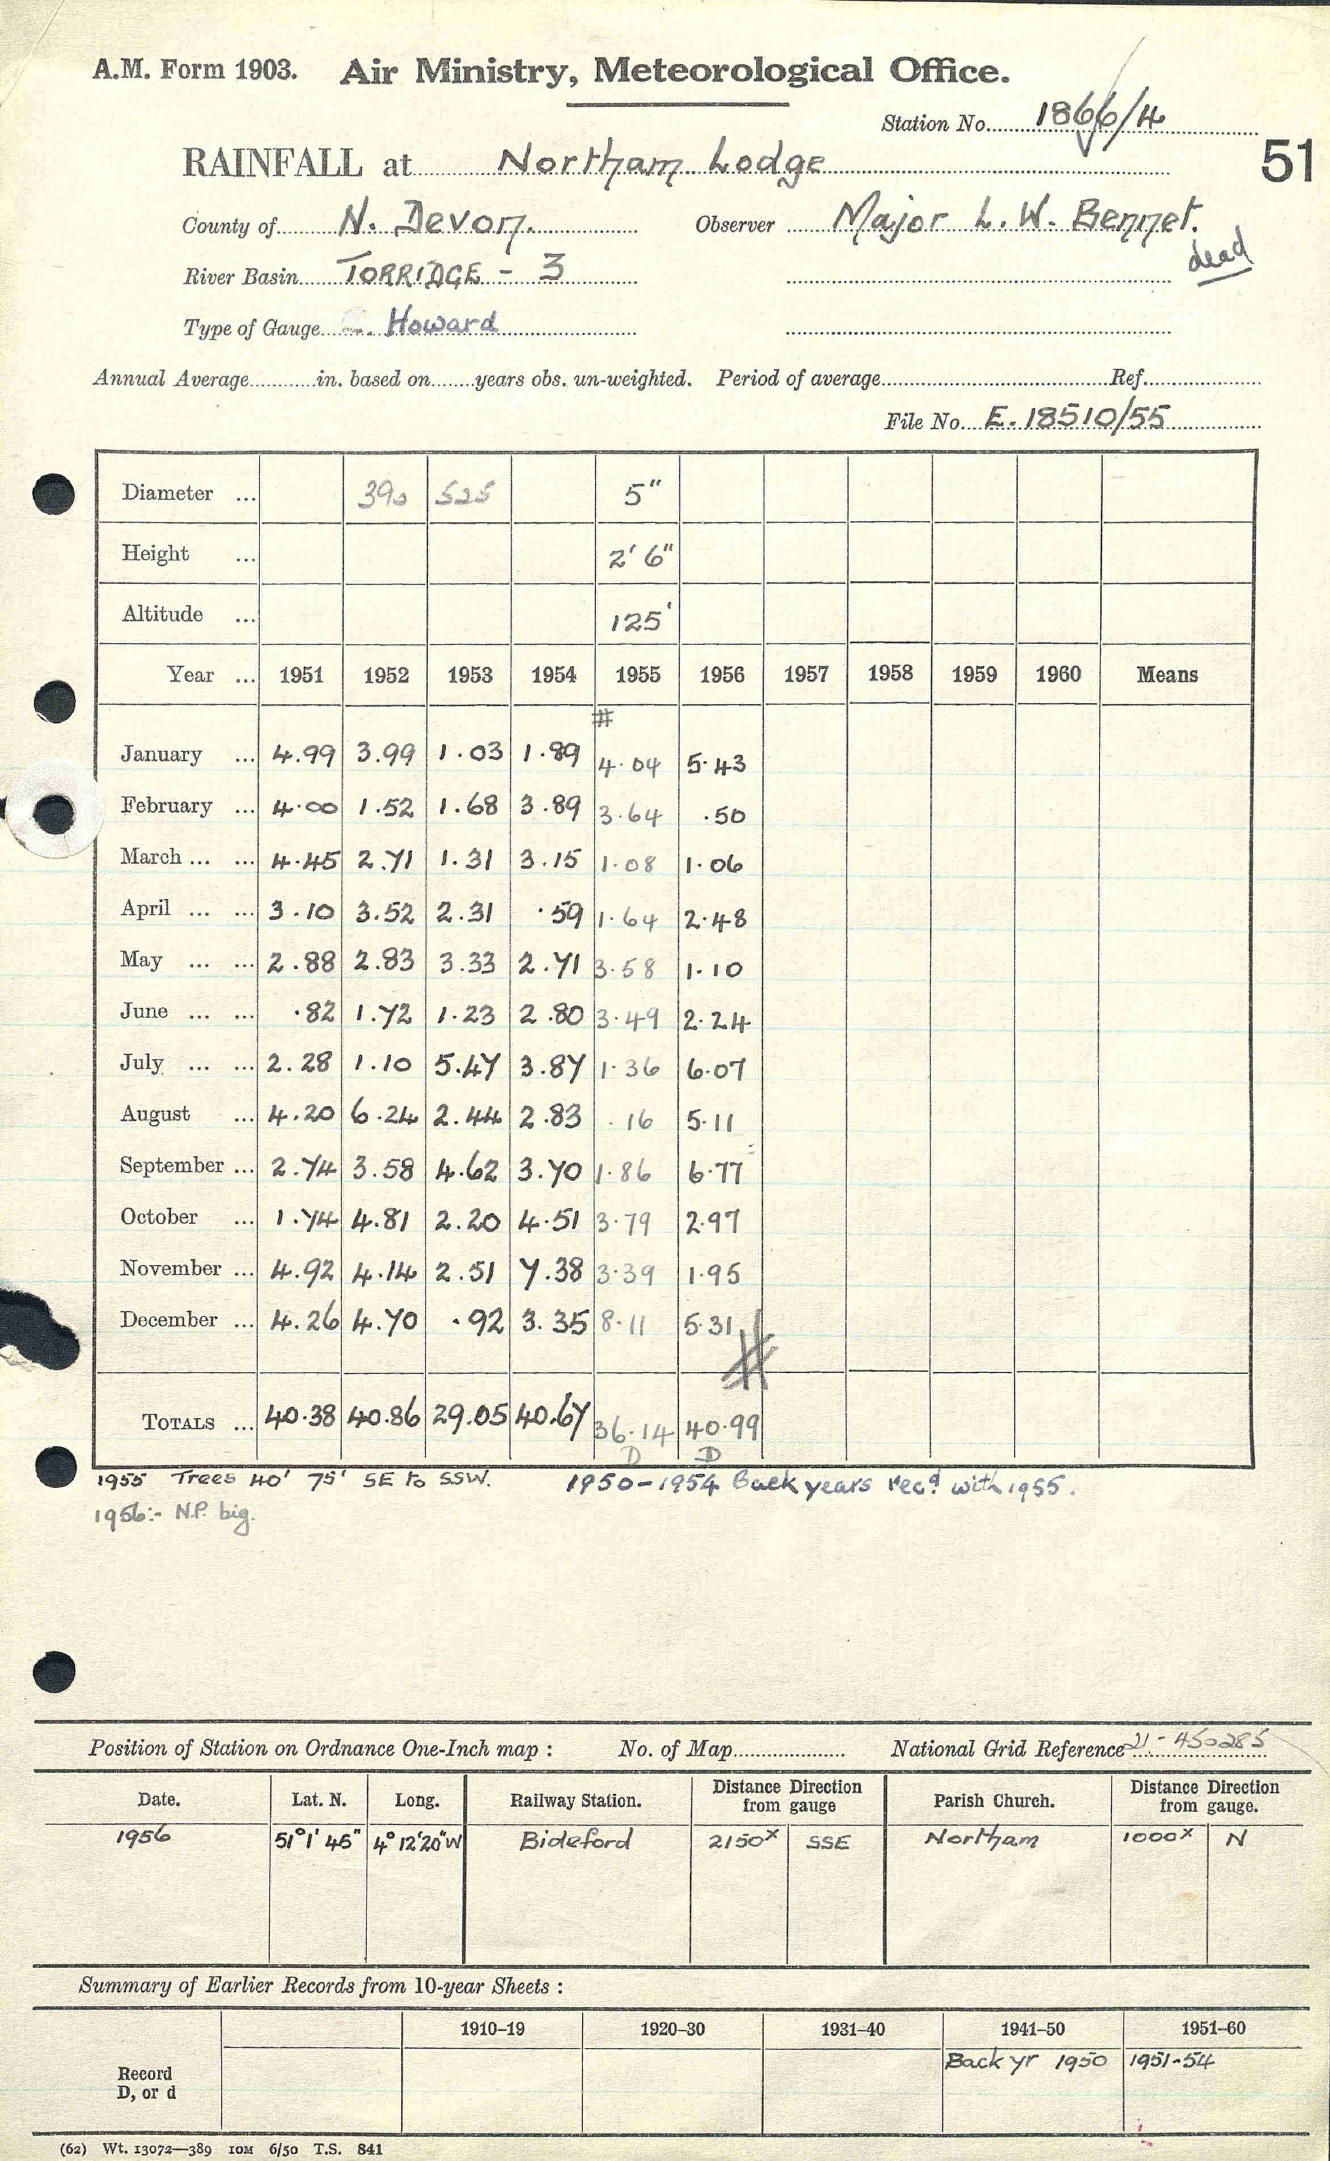 A.M. Form 1903. Air Ministry, Meteorological Office.
Station No. 1866/4
51
RAINFALL at Northam Lodge
County of N. Devon. Observer Major L. W. Bennet.
dead
River Basin TORRIDGE - 3
Type of Gauge Howard
Annual Average in. based on years obs. un-weighted. Period of average Ref.
File No. E. 18510/55
Diameter ... 390 525 5"
Height ... 2' 6"
Altitude ... 125'
Year ... 1951 1952 1953 1954 1955 1956 1957 1958 1959 1960 Means
#
January ... 4.99 3.99 1.03 1.89 4.04 5.43
February ... 4.00 1.52 1.68 3.89 3.64 .50
March ... ... 4.45 2.71 1.31 3.15 1.08 1.06
April ... ... 3.10 3.52 2.31 .59 1.64 2.48
May ... ... 2.88 2.83 3.33 2.71 3.58 1.10
June ... ... .82 1.72 1.23 2.80 3.49 2.24
July ... ... 2.28 1.10 5.47 3.87 1.36 6.07
August ... 4.20 6.24 2.44 2.83 .16 5.11
September ... 2.74 3.58 4.62 3.70 1.86 6.77
October ... 1.74 4.81 2.20 4.51 3.79 2.97
November ... 4.92 4.14 2.51 7.38 3.39 1.95
December ... 4.26 4.70 .92 3.35 8.11 5.31
#
TOTALS ... 40.38 40.86 29.05 40.67 36.14 40.99
D D
1955 Trees 40' 75' SE to SSW. 1950-1954 Back years recd with 1955.
1956:- N.P. big.
Position of Station on Ordnance One-Inch map : No. of Map National Grid Reference 21-450285
Date. Lat. N. Long. Railway Station. Distance from Direction gauge Parish Church. Distance from Direction gauge.
1956 51° 1' 45" 4° 12' 20" W Bideford 2150x SSE Northam 1000x N
Summary of Earlier Records from 10-year Sheets :
1910–19 1920–30 1931–40 1941–50 1951–60
Back yr 1950 1951-54
Record
D, or d
(62) Wt. 13072—389 10M 6/50 T.S. 841